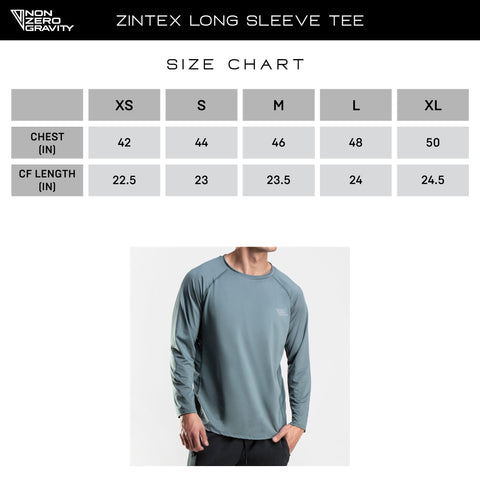 NON
ZERO
GRAVITY
ZINTEX LONG SLEEVE TEE
SIZE CHART
XS S M L XL
CHEST
(IN)
42 44 46 48 50
CF LENGTH
(IN)
22.5 23 23.5 24 24.5